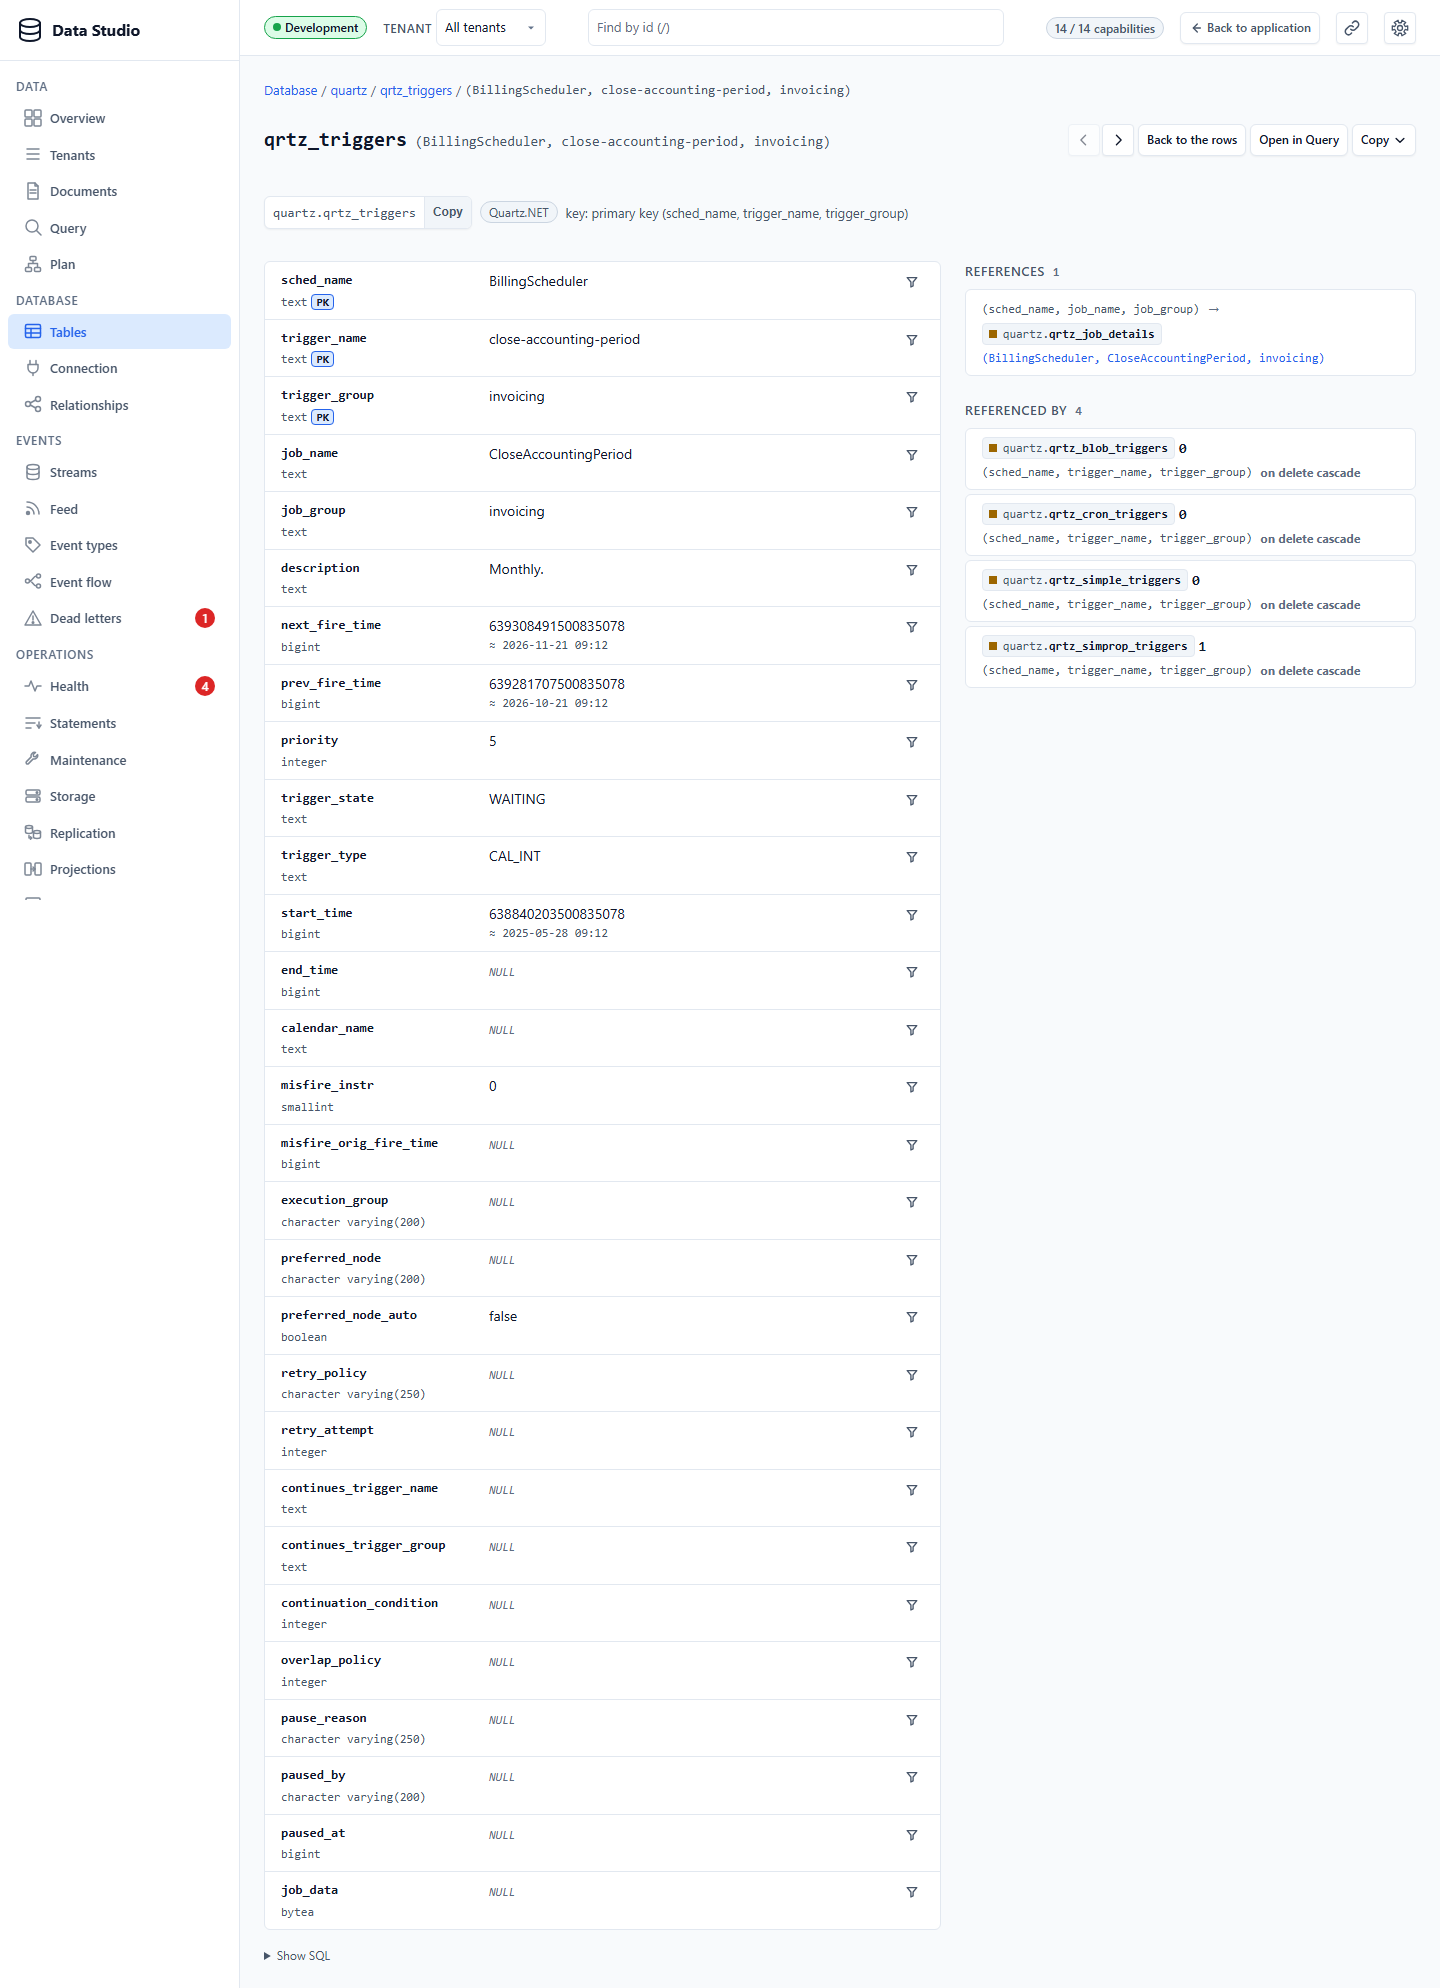 Data Studio
Development
TENANT
All tenants
Find by id (/)
14 / 14 capabilities
Back to application
DATA
Overview
Tenants
Documents
Query
Plan
DATABASE
Tables
Connection
Relationships
EVENTS
Streams
Feed
Event types
Event flow
Dead letters 1
OPERATIONS
Health 4
Statements
Maintenance
Storage
Replication
Projections
Database / quartz / qrtz_triggers / (BillingScheduler, close-accounting-period, invoicing)
qrtz_triggers (BillingScheduler, close-accounting-period, invoicing)
Back to the rows
Open in Query
Copy
quartz.qrtz_triggers Copy Quartz.NET key: primary key (sched_name, trigger_name, trigger_group)
sched_name BillingScheduler
text PK
trigger_name close-accounting-period
text PK
trigger_group invoicing
text PK
job_name CloseAccountingPeriod
text
job_group invoicing
text
description Monthly.
text
next_fire_time 639308491500835078
bigint ≈ 2026-11-21 09:12
prev_fire_time 639281707500835078
bigint ≈ 2026-10-21 09:12
priority 5
integer
trigger_state WAITING
text
trigger_type CAL_INT
text
start_time 638840203500835078
bigint ≈ 2025-05-28 09:12
end_time NULL
bigint
calendar_name NULL
text
misfire_instr 0
smallint
misfire_orig_fire_time NULL
bigint
execution_group NULL
character varying(200)
preferred_node NULL
character varying(200)
preferred_node_auto false
boolean
retry_policy NULL
character varying(250)
retry_attempt NULL
integer
continues_trigger_name NULL
text
continues_trigger_group NULL
text
continuation_condition NULL
integer
overlap_policy NULL
integer
pause_reason NULL
character varying(250)
paused_by NULL
character varying(200)
paused_at NULL
bigint
job_data NULL
bytea
Show SQL
REFERENCES 1
(sched_name, job_name, job_group) →
quartz.qrtz_job_details
(BillingScheduler, CloseAccountingPeriod, invoicing)
REFERENCED BY 4
quartz.qrtz_blob_triggers 0
(sched_name, trigger_name, trigger_group) on delete cascade
quartz.qrtz_cron_triggers 0
(sched_name, trigger_name, trigger_group) on delete cascade
quartz.qrtz_simple_triggers 0
(sched_name, trigger_name, trigger_group) on delete cascade
quartz.qrtz_simprop_triggers 1
(sched_name, trigger_name, trigger_group) on delete cascade